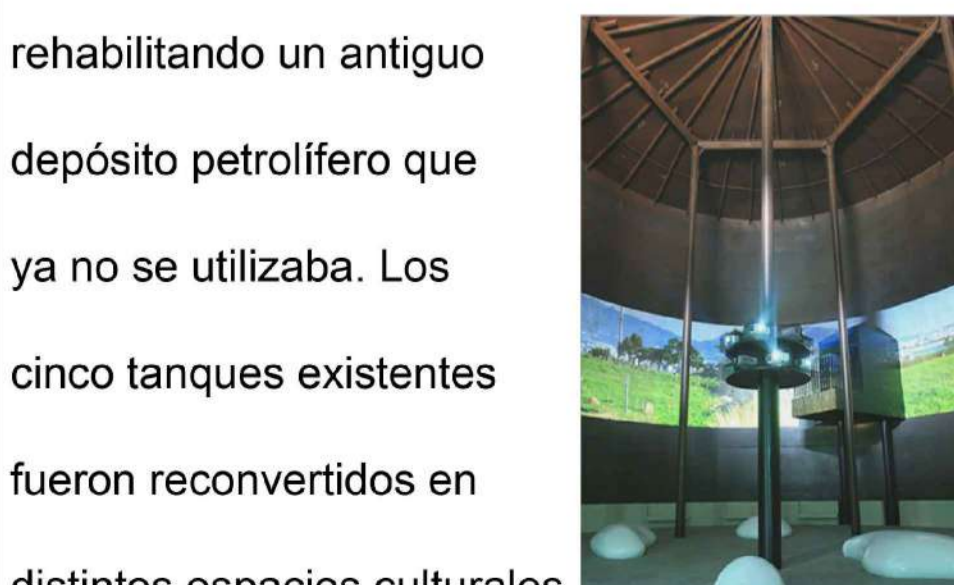 rehabilitando un antiguo
depósito petrolífero que
ya no se utilizaba. Los
cinco tanques existentes
fueron reconvertidos en
distintos espacios culturales